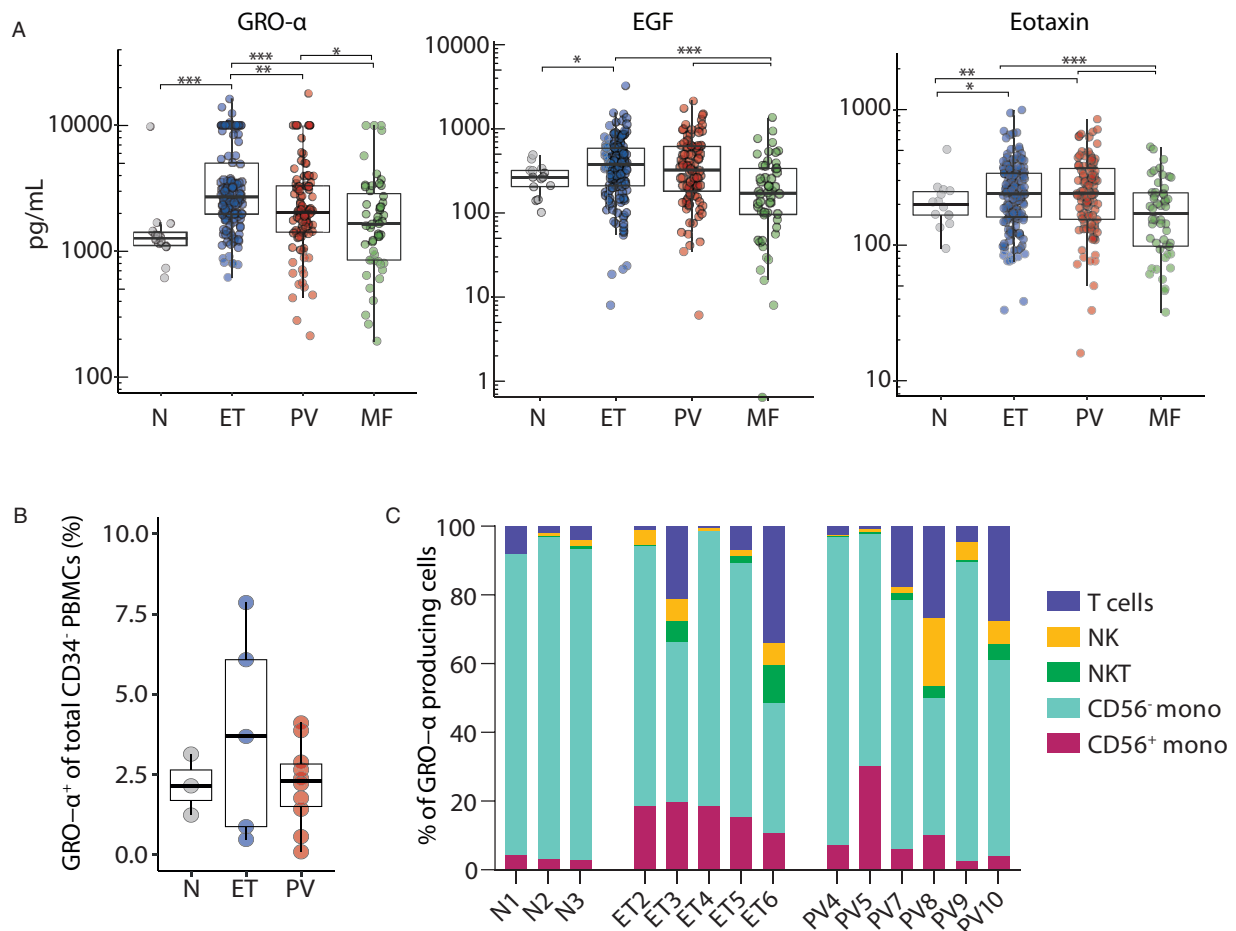 A
GRO-α
EGF
Eotaxin
pg/mL
10000
1000
100
***
***
**
*
N
ET
PV
MF
10000
1000
100
10
1
*
***
N
ET
PV
MF
1000
100
10
**
*
***
N
ET
PV
MF
B
GRO–α⁺ of total CD34⁻ PBMCs (%)
10.0
7.5
5.0
2.5
0.0
N
ET
PV
C
% of GRO–α producing cells
100
80
60
40
20
0
N1
N2
N3
ET2
ET3
ET4
ET5
ET6
PV4
PV5
PV7
PV8
PV9
PV10
T cells
NK
NKT
CD56⁻ mono
CD56⁺ mono